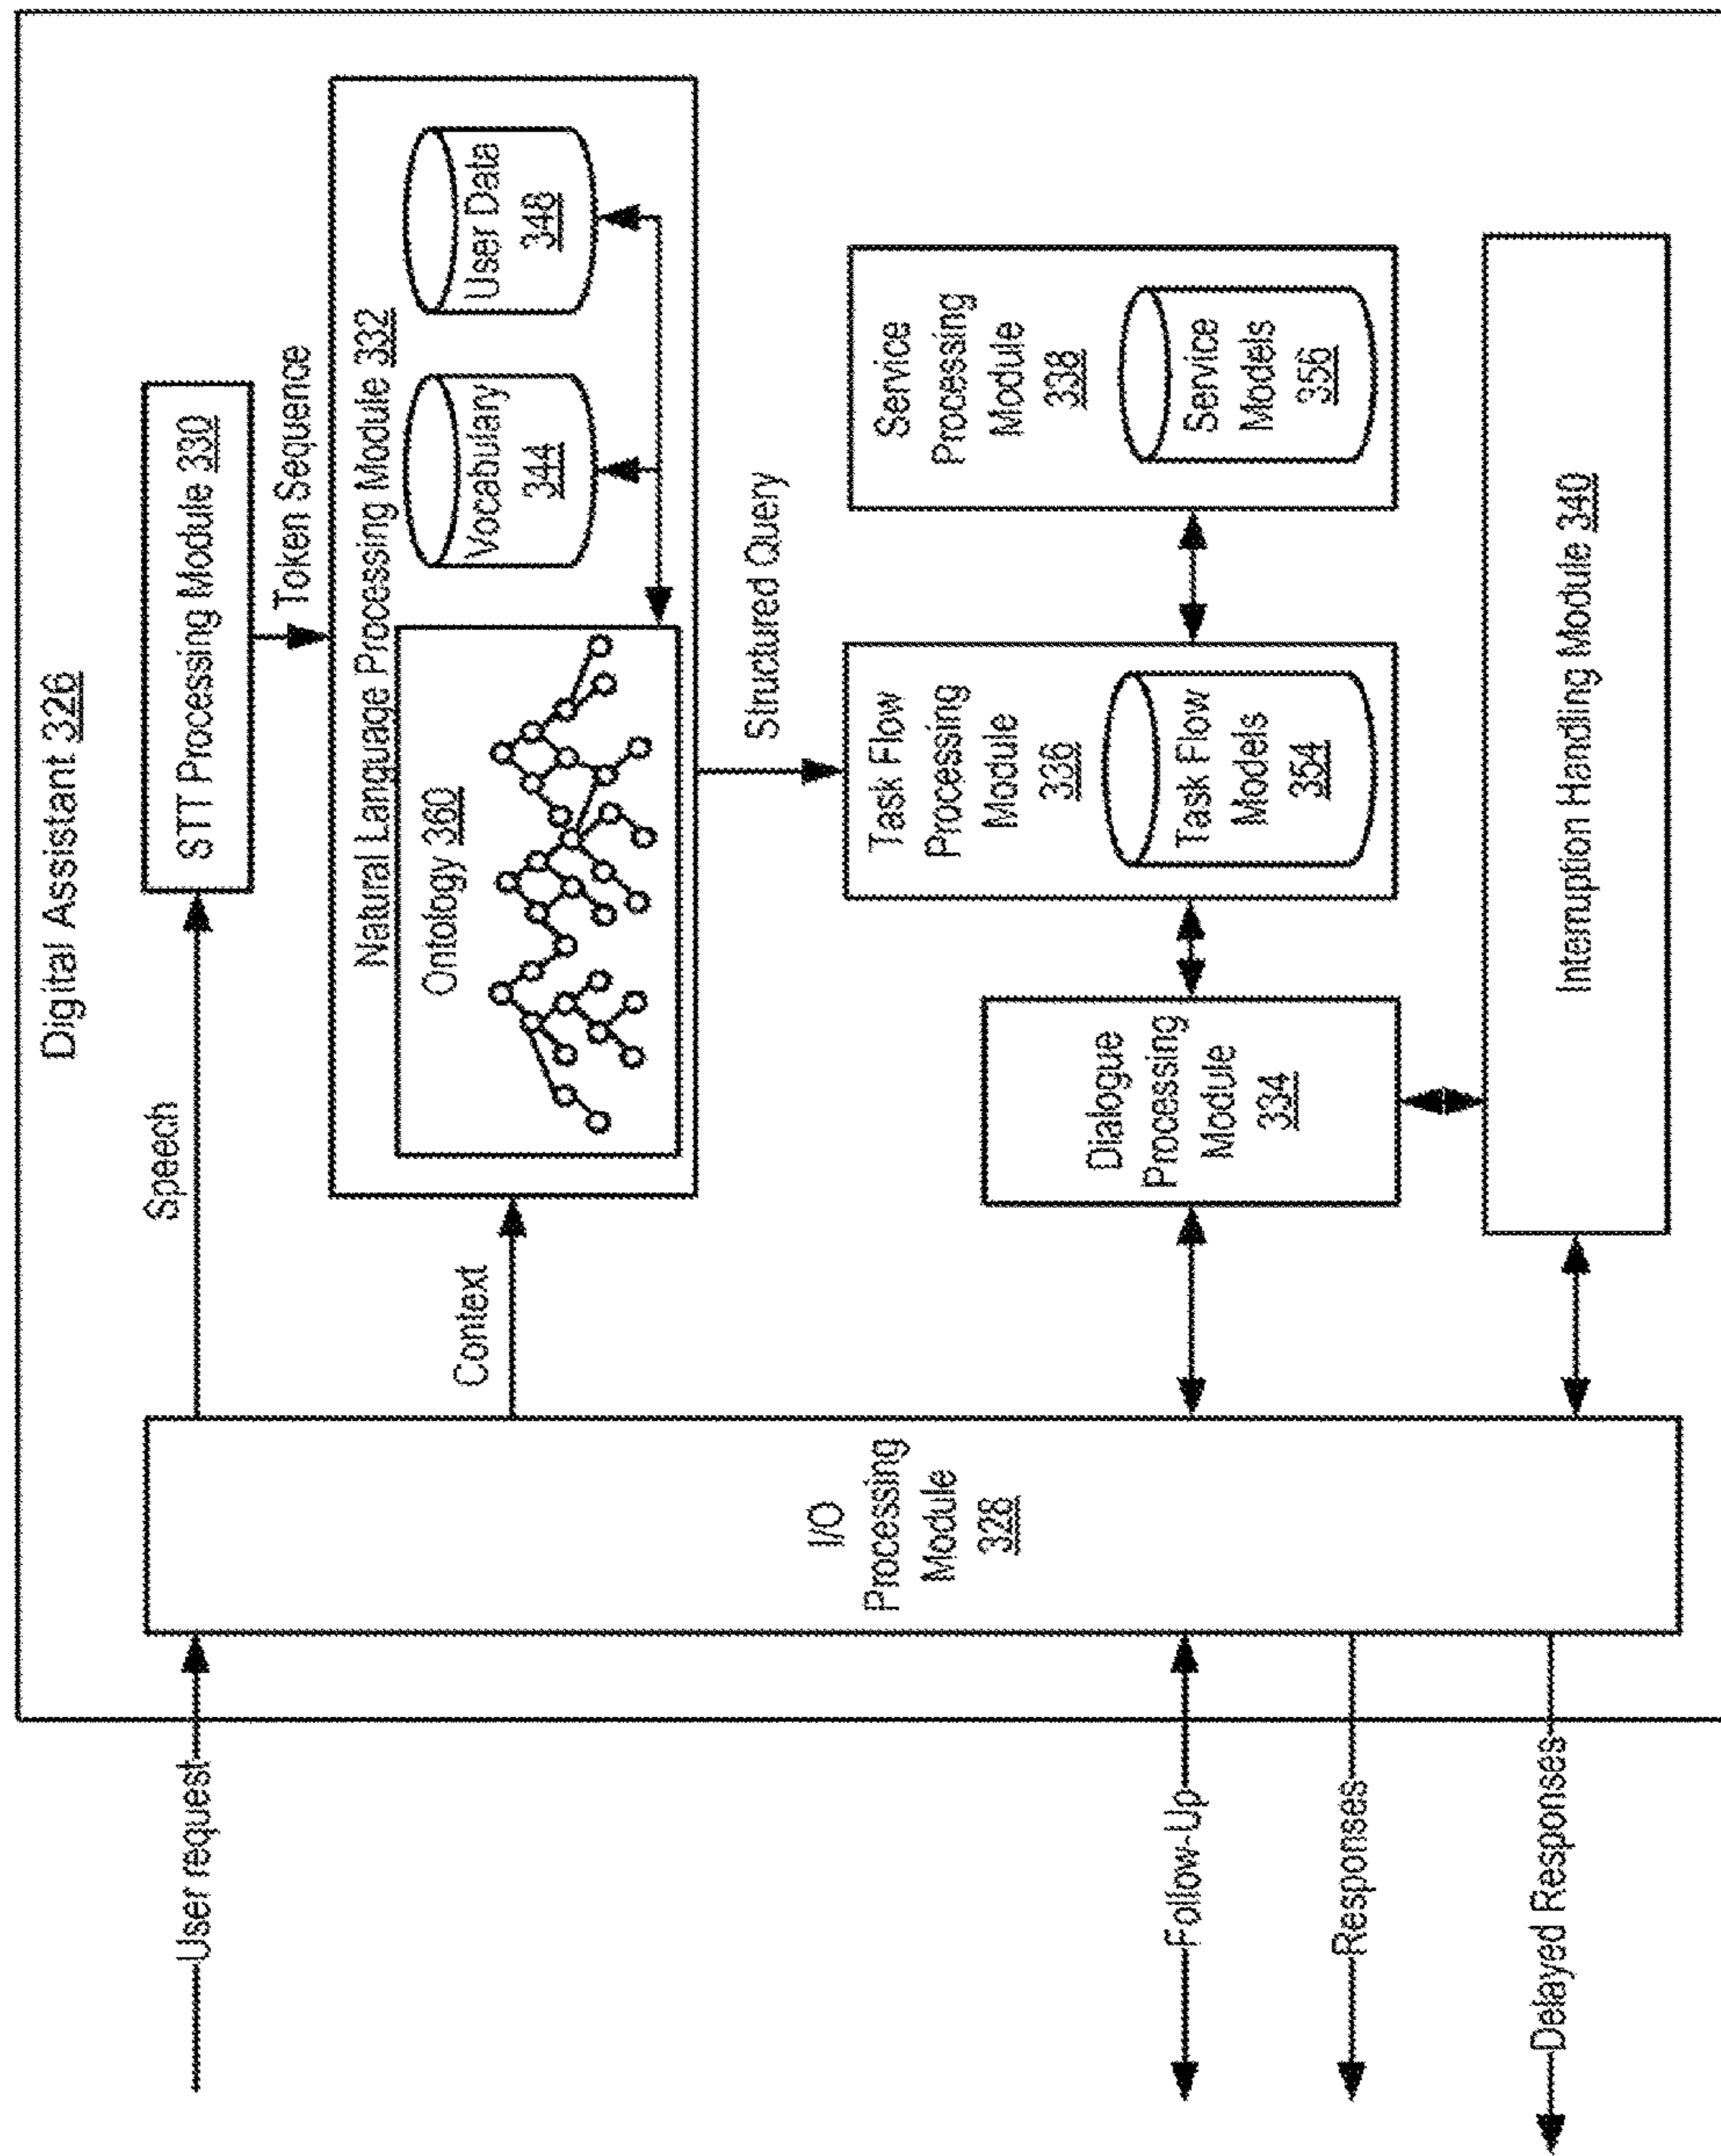 Digital Assistant 326
User request
Speech
STT Processing Module 330
Token Sequence
Context
Natural Language Processing Module 332
Ontology 360
Vocabulary
344
User Data
348
Structured Query
I/O
Processing
Module
328
Dialogue
Processing
Module
334
Task Flow
Processing
Module
336
Task Flow
Models
354
Service
Processing
Module
338
Service
Models
356
Interruption Handling Module 340
Follow-Up
Responses
Delayed Responses